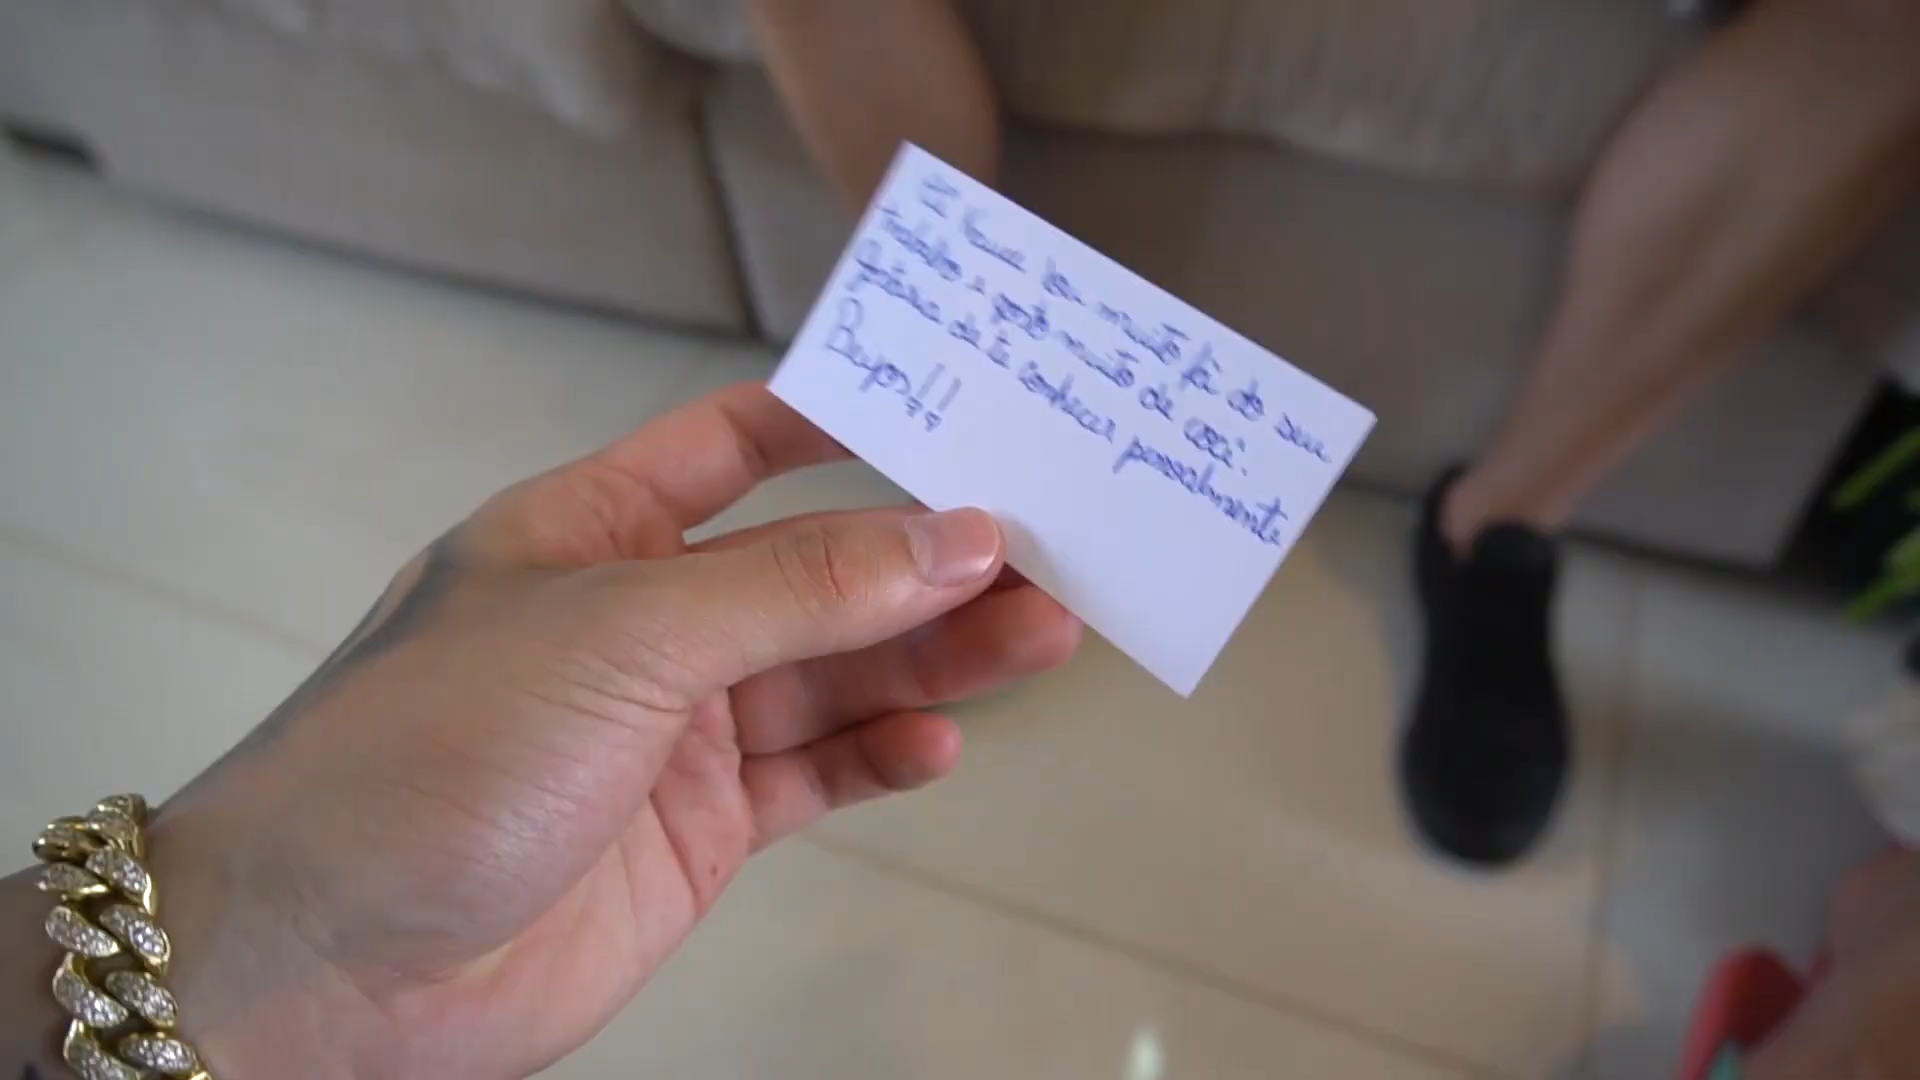 sou muito fã do seu
Trabalho e gosto muito de você.
de te conhecer pessoalmente
Beijos!!